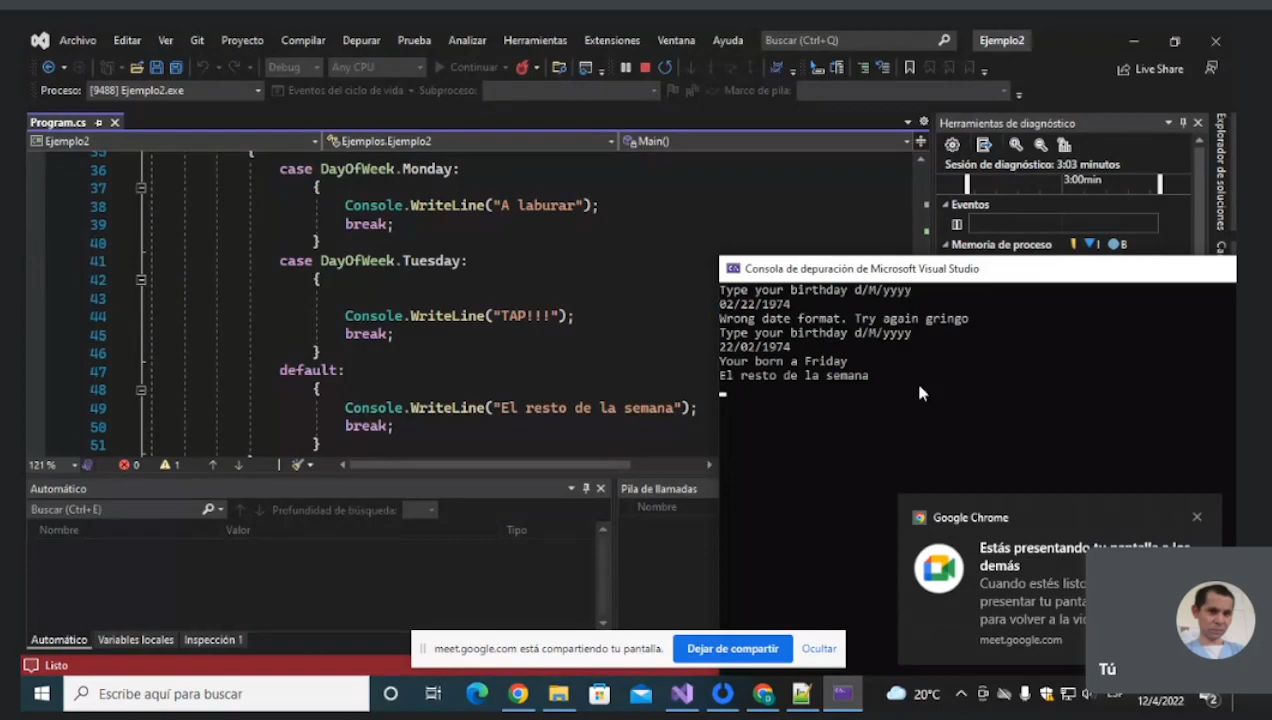 Archivo Editar Ver Git Proyecto Compilar Depurar Prueba Analizar Herramientas Extensiones Ventana Ayuda Buscar (Ctrl+Q) Ejemplo2
Debug Any CPU Continuar Live Share
Proceso: [9488] Ejemplo2.exe Eventos del ciclo de vida Subproceso: Marco de pila:
Program.cs
Ejemplo2 Ejemplos.Ejemplo2 Main()
35 {
36 case DayOfWeek.Monday:
37 {
38 Console.WriteLine("A laburar");
39 break;
40 }
41 case DayOfWeek.Tuesday:
42 {
43
44 Console.WriteLine("TAP!!!");
45 break;
46 }
47 default:
48 {
49 Console.WriteLine("El resto de la semana");
50 break;
51 }
121 % 0 1
Herramientas de diagnóstico
Sesión de diagnóstico: 3:03 minutos
3:00min
Eventos
Memoria de proceso I B
Explorador de soluciones
Consola de depuración de Microsoft Visual Studio
Type your birthday d/M/yyyy
02/22/1974
Wrong date format. Try again gringo
Type your birthday d/M/yyyy
22/02/1974
Your born a Friday
El resto de la semana
Automático
Buscar (Ctrl+E) Profundidad de búsqueda:
Nombre Valor Tipo
Automático Variables locales Inspección 1
Pila de llamadas
Nombre
Google Chrome
Estás presentando tu pantalla a los
demás
Cuando estés listo
presentar tu
para volver a la
meet.google.com
Tú
meet.google.com está compartiendo tu pantalla. Dejar de compartir Ocultar
Listo
Escribe aquí para buscar
20°C
12/4/2022
2